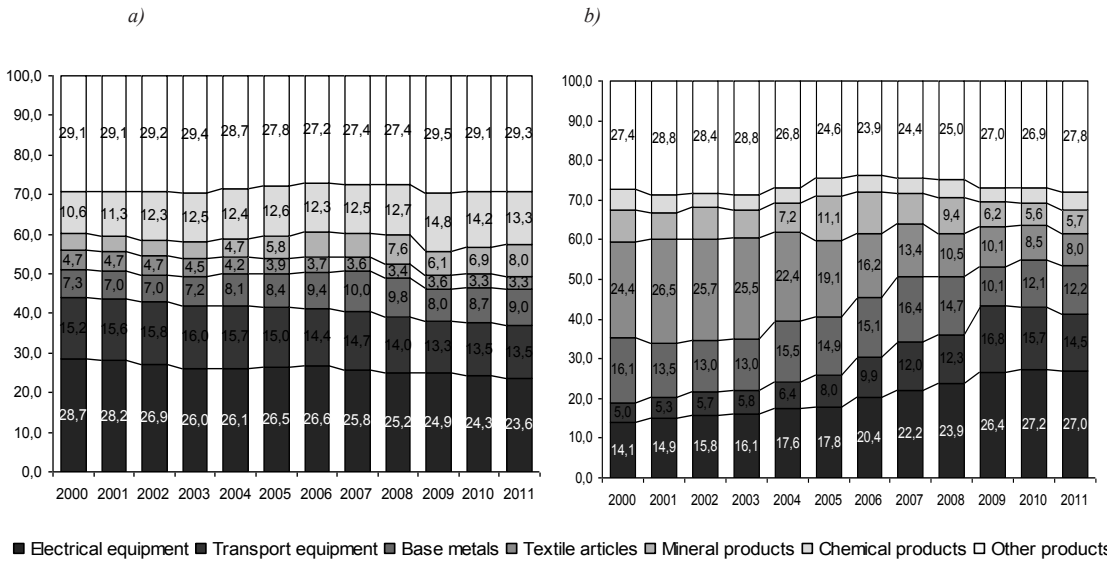 a) b)
100,0
90,0
80,0
70,0
60,0
50,0
40,0
30,0
20,0
10,0
0,0
29,1 29,1 29,2 29,4 28,7 27,8 27,2 27,4 27,4 29,5 29,1 29,3
10,6 11,3 12,3 12,5 12,4 12,6 12,3 12,5 12,7 14,8 14,2 13,3
4,7 5,8 7,6 6,1 6,9 8,0
4,7 4,7 4,7 4,5 4,2 3,9 3,7 3,6 3,4 3,6 3,3 3,3
7,3 7,0 7,0 7,2 8,1 8,4 9,4 10,0 9,8 8,0 8,7 9,0
15,2 15,6 15,8 16,0 15,7 15,0 14,4 14,7 14,0 13,3 13,5 13,5
28,7 28,2 26,9 26,0 26,1 26,5 26,6 25,8 25,2 24,9 24,3 23,6
2000 2001 2002 2003 2004 2005 2006 2007 2008 2009 2010 2011
100,0
90,0
80,0
70,0
60,0
50,0
40,0
30,0
20,0
10,0
0,0
27,4 28,8 28,4 28,8 26,8 24,6 23,9 24,4 25,0 27,0 26,9 27,8
7,2 11,1 9,4 6,2 5,6 5,7
24,4 26,5 25,7 25,5 22,4 19,1 16,2 13,4 10,5 10,1 8,5 8,0
16,1 13,5 13,0 13,0 15,5 14,9 15,1 16,4 14,7 10,1 12,1 12,2
5,0 5,3 5,7 5,8 6,4 8,0 9,9 12,0 12,3 16,8 15,7 14,5
14,1 14,9 15,8 16,1 17,6 17,8 20,4 22,2 23,9 26,4 27,2 27,0
2000 2001 2002 2003 2004 2005 2006 2007 2008 2009 2010 2011
Electrical equipment Transport equipment Base metals Textile articles Mineral products Chemical products Other products